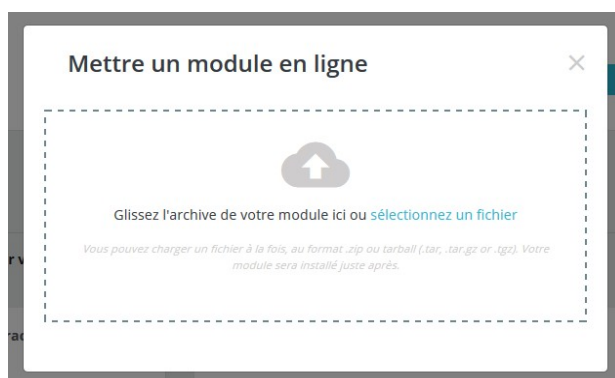 Mettre un module en ligne
Glissez l'archive de votre module ici ou sélectionnez un fichier
Vous pouvez charger un fichier à la fois, au format .zip ou tarball (.tar, .tar.gz or .tgz). Votre
module sera installé juste après.